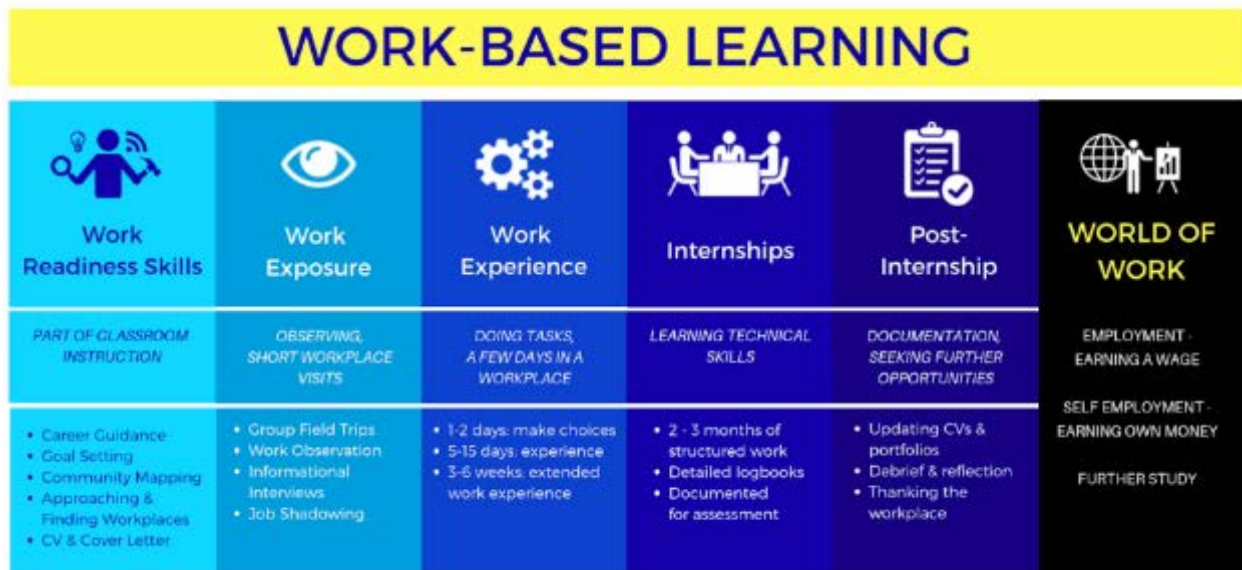 WORK-BASED LEARNING
Work
Readiness Skills
PART OF CLASSROOM
INSTRUCTION
• Career Guidance
• Goal Setting
• Community Mapping
• Approaching &
Finding Workplaces
• CV & Cover Letter
Work
Exposure
OBSERVING,
SHORT WORKPLACE
VISITS
• Group Field Trips
• Work Observation
• Informational
Interviews
• Job Shadowing
Work
Experience
DOING TASKS,
A FEW DAYS IN A
WORKPLACE
• 1-2 days: make choices
• 5-15 days: experience
• 3-6 weeks: extended
work experience
Internships
LEARNING TECHNICAL
SKILLS
• 2 - 3 months of
structured work
• Detailed logbooks
• Documented
for assessment
Post-
Internship
DOCUMENTATION,
SEEKING FURTHER
OPPORTUNITIES
• Updating CVs &
portfolios
• Debrief & reflection
• Thanking the
workplace
WORLD OF
WORK
EMPLOYMENT -
EARNING A WAGE
SELF EMPLOYMENT -
EARNING OWN MONEY
FURTHER STUDY